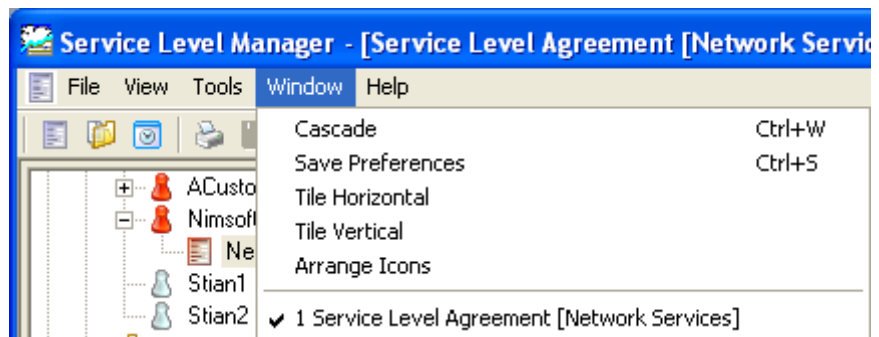 Service Level Manager - [Service Level Agreement [Network Servic
File View Tools Window Help
Cascade Ctrl+W
Save Preferences Ctrl+S
Tile Horizontal
Tile Vertical
Arrange Icons
1 Service Level Agreement [Network Services]
ACusto
Nimsoft
Ne
Stian1
Stian2